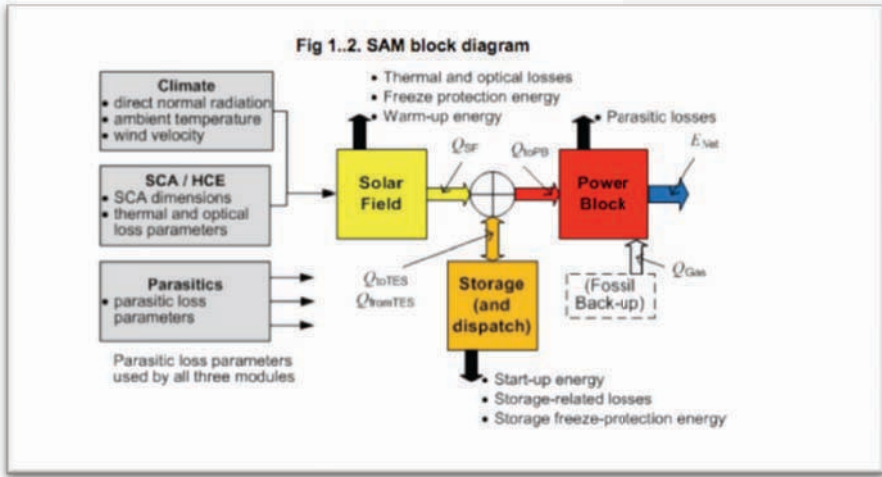 Fig 1..2. SAM block diagram
Climate
• direct normal radiation
• ambient temperature
• wind velocity
SCA / HCE
• SCA dimensions
• thermal and optical
loss parameters
Parasitics
• parasitic loss
parameters
Parasitic loss parameters
used by all three modules
• Thermal and optical losses
• Freeze protection energy
• Warm-up energy
Solar
Field
QSF
QtoPB
QtoTES
QfromTES
Storage
(and
dispatch)
• Start-up energy
• Storage-related losses
• Storage freeze-protection energy
• Parasitic losses
Power
Block
ENet
QGas
(Fossil
Back-up)